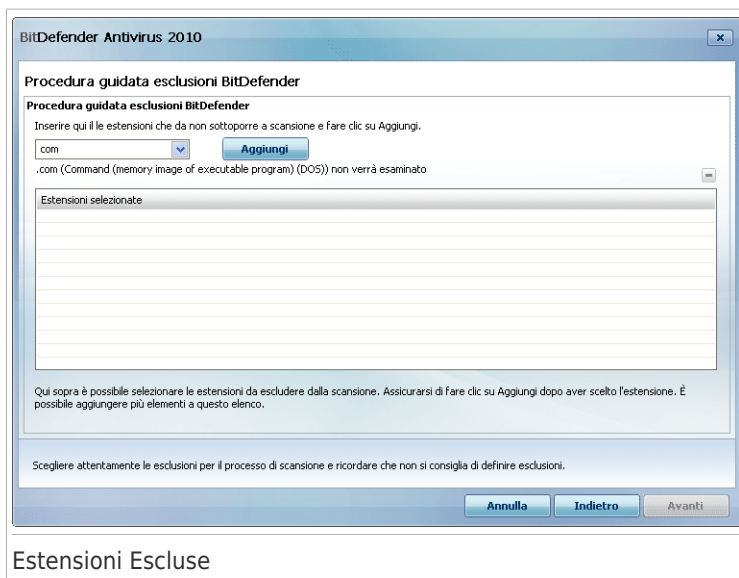 BitDefender Antivirus 2010
Procedura guidata esclusioni BitDefender
Procedura guidata esclusioni BitDefender
Inserire qui il le estensioni che da non sottoporre a scansione e fare clic su Aggiungi.
com
Aggiungi
.com (Command (memory image of executable program) (DOS)) non verrà esaminato
Estensioni selezionate
Qui sopra è possibile selezionare le estensioni da escludere dalla scansione. Assicurarsi di fare clic su Aggiungi dopo aver scelto l'estensione. È
possibile aggiungere più elementi a questo elenco.
Scegliere attentamente le esclusioni per il processo di scansione e ricordare che non si consiglia di definire esclusioni.
Annulla
Indietro
Avanti
Estensioni Escluse